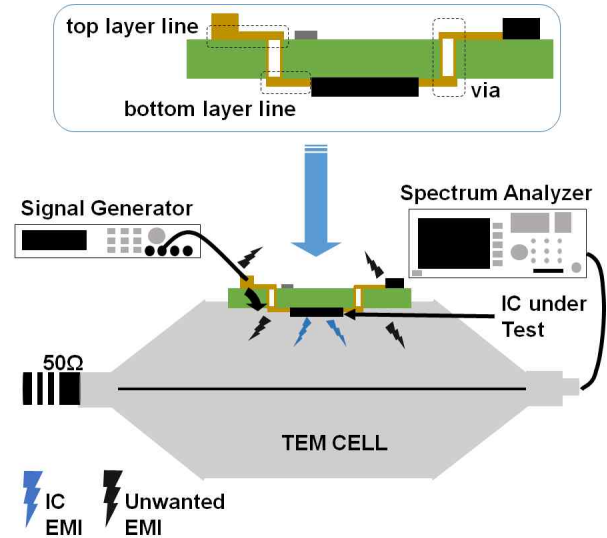 top layer line
bottom layer line
via
Signal Generator
Spectrum Analyzer
IC under
Test
50Ω
TEM CELL
IC
EMI
Unwanted
EMI